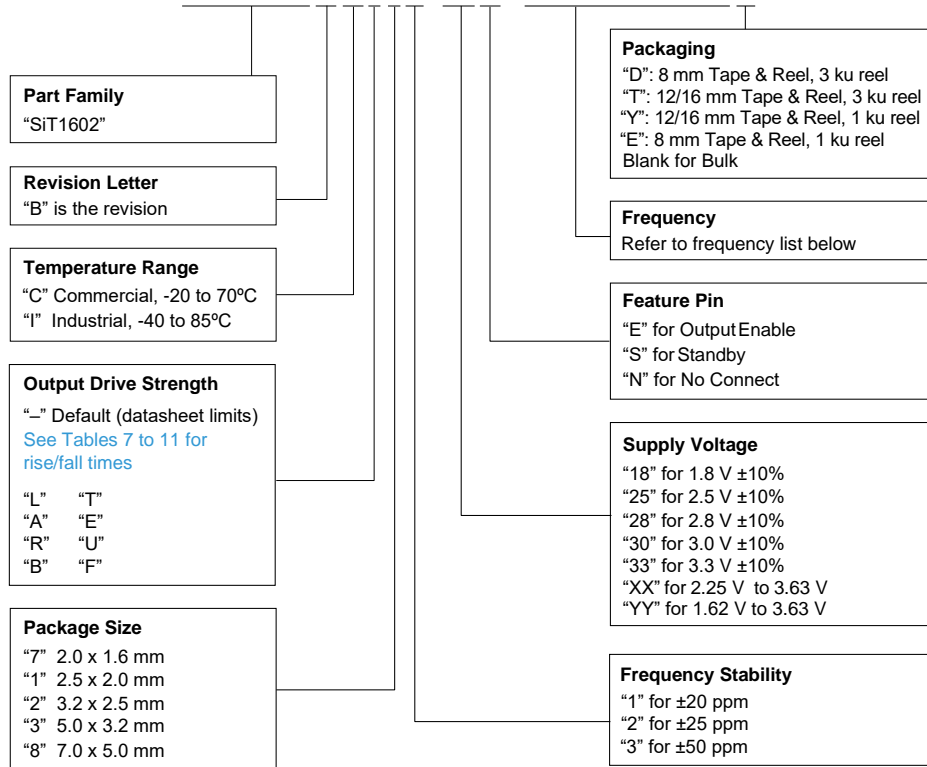 Part Family
“SiT1602”
Revision Letter
“B” is the revision
Temperature Range
“C” Commercial, -20 to 70ºC
“I” Industrial, -40 to 85ºC
Output Drive Strength
“–” Default (datasheet limits)
See Tables 7 to 11 for
rise/fall times
“L” “T”
“A” “E”
“R” “U”
“B” “F”
Package Size
“7” 2.0 x 1.6 mm
“1” 2.5 x 2.0 mm
“2” 3.2 x 2.5 mm
“3” 5.0 x 3.2 mm
“8” 7.0 x 5.0 mm
Packaging
“D”: 8 mm Tape & Reel, 3 ku reel
“T”: 12/16 mm Tape & Reel, 3 ku reel
“Y”: 12/16 mm Tape & Reel, 1 ku reel
“E”: 8 mm Tape & Reel, 1 ku reel
Blank for Bulk
Frequency
Refer to frequency list below
Feature Pin
“E” for Output Enable
“S” for Standby
“N” for No Connect
Supply Voltage
“18” for 1.8 V ±10%
“25” for 2.5 V ±10%
“28” for 2.8 V ±10%
“30” for 3.0 V ±10%
“33” for 3.3 V ±10%
“XX” for 2.25 V to 3.63 V
“YY” for 1.62 V to 3.63 V
Frequency Stability
“1” for ±20 ppm
“2” for ±25 ppm
“3” for ±50 ppm